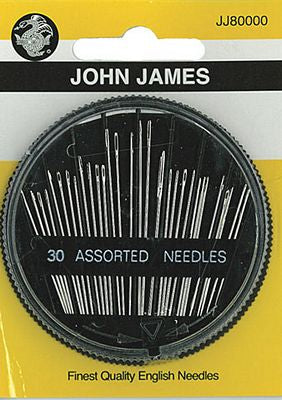 JJ80000
JOHN JAMES
30 ASSORTED NEEDLES
Finest Quality English Needles